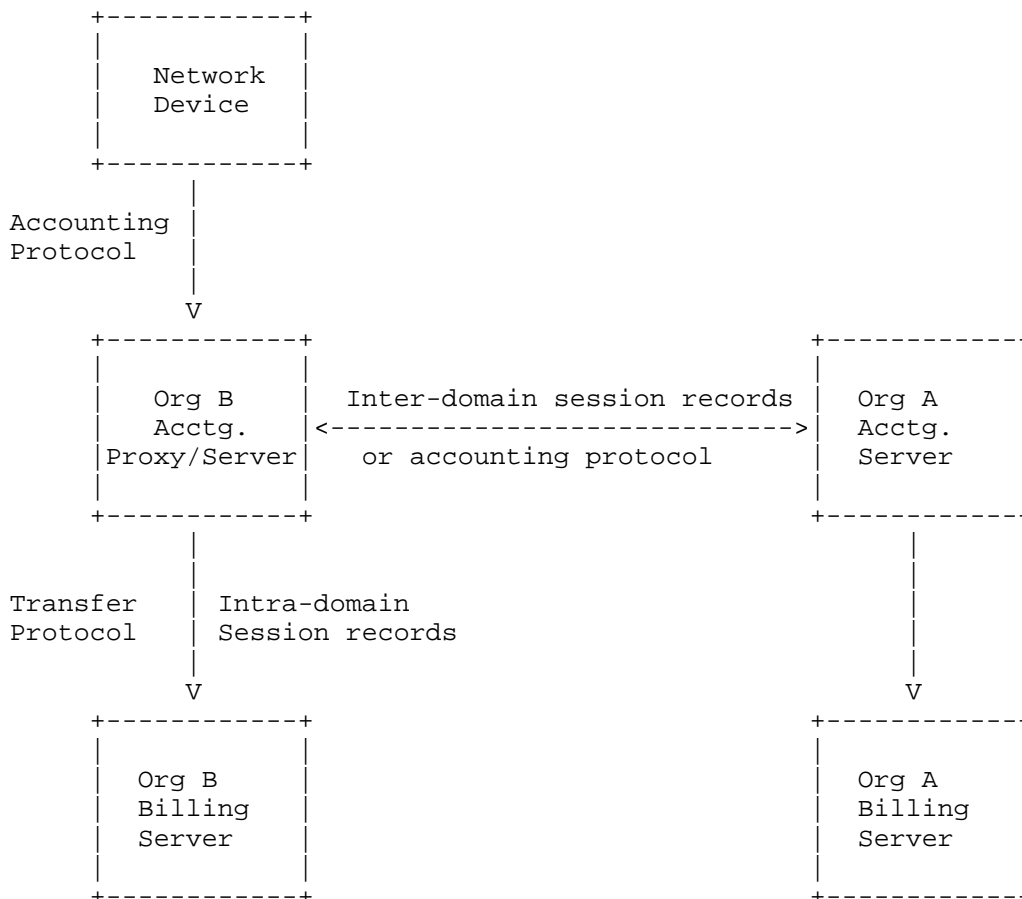 Network
Device
Accounting
Protocol
V
Org B
Acctg.
Proxy/Server
Inter-domain session records
<----------------------------->
or accounting protocol
Org A
Acctg.
Server
Transfer
Protocol
Intra-domain
Session records
V
V
Org B
Billing
Server
Org A
Billing
Server